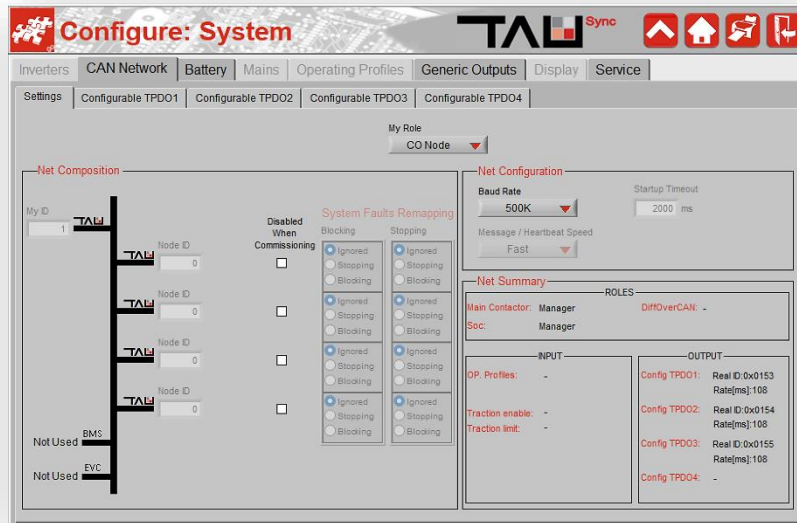 Configure: System
TAU Sync
Inverters CAN Network Battery Mains Operating Profiles Generic Outputs Display Service
Settings Configurable TPDO1 Configurable TPDO2 Configurable TPDO3 Configurable TPDO4
My Role
CO Node
Net Composition
My ID
1
TAU
Disabled When Commissioning
System Faults Remapping
Blocking Stopping
TAU Node ID
0
Ignored Ignored
Stopping Stopping
Blocking Blocking
TAU Node ID
0
Ignored Ignored
Stopping Stopping
Blocking Blocking
TAU Node ID
0
Ignored Ignored
Stopping Stopping
Blocking Blocking
TAU Node ID
0
Ignored Ignored
Stopping Stopping
Blocking Blocking
Not Used BMS
Not Used EVC
Net Configuration
Baud Rate Startup Timeout
500K 2000 ms
Message / Heartbeat Speed
Fast
Net Summary
ROLES
Main Contactor: Manager DiffOverCAN: -
Soc: Manager
INPUT
OP. Profiles: -
Traction enable: -
Traction limit: -
OUTPUT
Config TPDO1: Real ID:0x0153
Rate[ms]:108
Config TPDO2: Real ID:0x0154
Rate[ms]:108
Config TPDO3: Real ID:0x0155
Rate[ms]:108
Config TPDO4: -